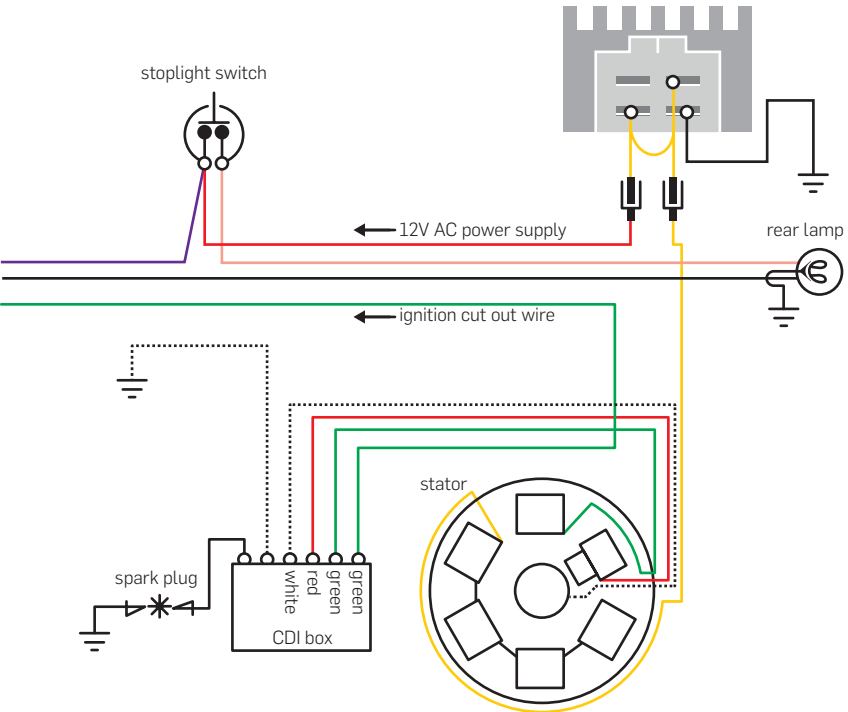 stoplight switch
12V AC power supply
rear lamp
ignition cut out wire
stator
spark plug
white
red
green
green
CDI box